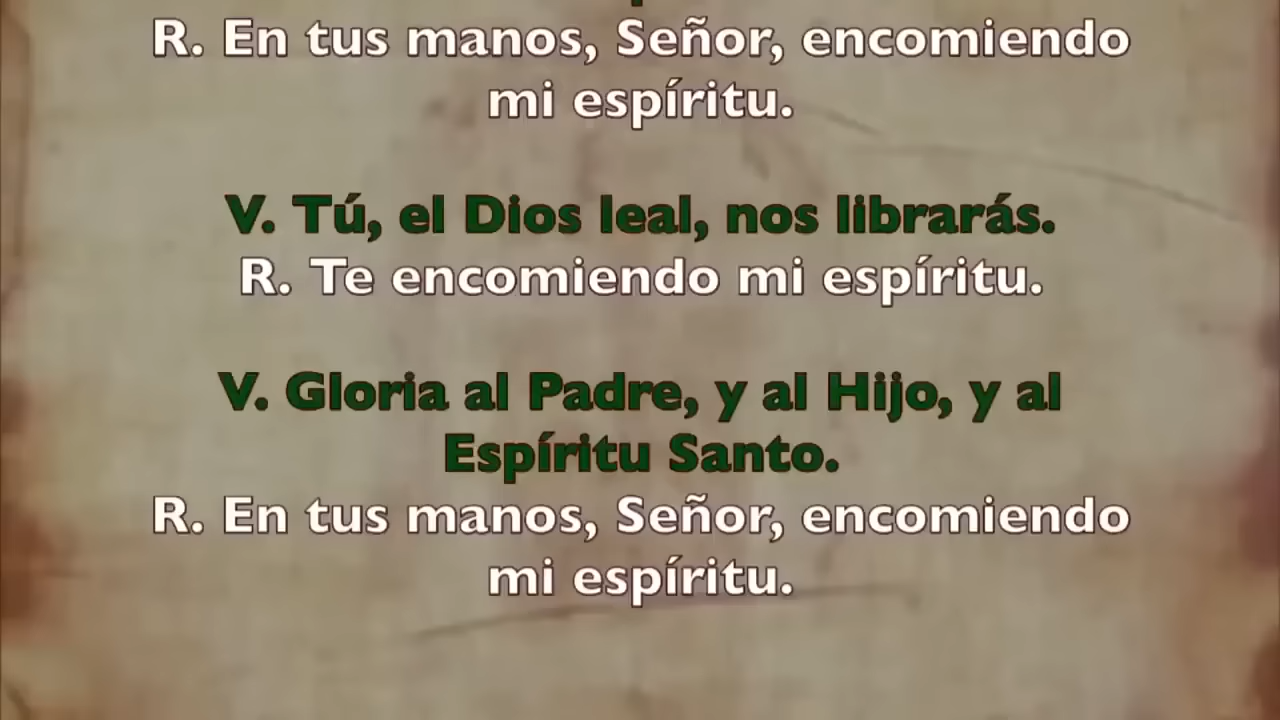 R. En tus manos, Señor, encomiendo
mi espíritu.
V. Tú, el Dios leal, nos librarás.
R. Te encomiendo mi espíritu.
V. Gloria al Padre, y al Hijo, y al
Espíritu Santo.
R. En tus manos, Señor, encomiendo
mi espíritu.